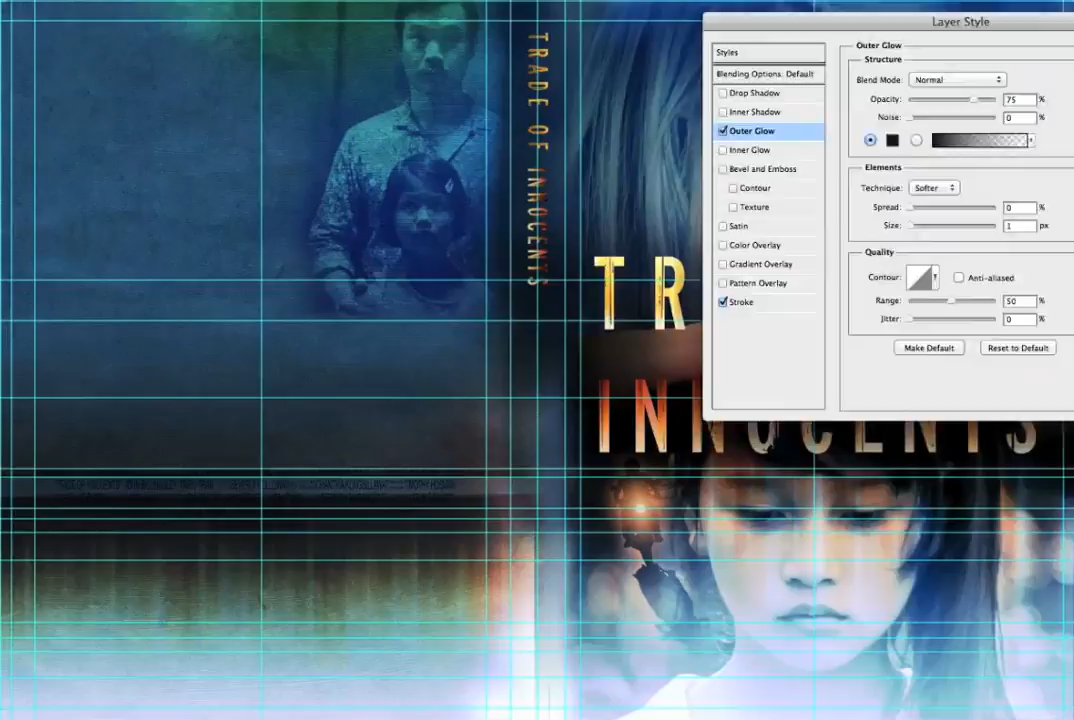 TRADE OF INNOCENTS
TR
INNOCENTS
Layer Style
Styles
Blending Options: Default
Drop Shadow
Inner Shadow
Outer Glow
Inner Glow
Bevel and Emboss
Contour
Texture
Satin
Color Overlay
Gradient Overlay
Pattern Overlay
Stroke
Outer Glow
Structure
Blend Mode: Normal
Opacity: 75 %
Noise: 0 %
Elements
Technique: Softer
Spread: 0 %
Size: 1 px
Quality
Contour: Anti-aliased
Range: 50 %
Jitter: 0 %
Make Default Reset to Default